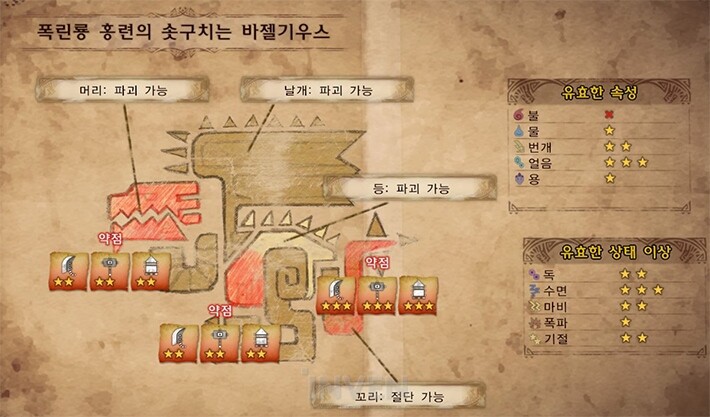 폭린룡 홍련의 솟구치는 바젤기우스
머리: 파괴 가능
날개: 파괴 가능
등: 파괴 가능
약점
약점
약점
꼬리: 절단 가능
유효한 속성
불
물
번개
얼음
용
유효한 상태 이상
독
수면
마비
폭파
기절
INVEN